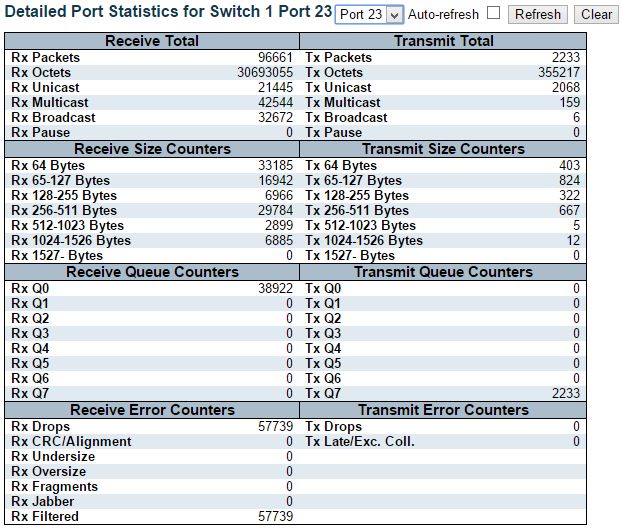 Detailed Port Statistics for Switch 1 Port 23 Port 23 Auto-refresh Refresh Clear
Receive Total Transmit Total
Rx Packets 96661 Tx Packets 2233
Rx Octets 30693055 Tx Octets 355217
Rx Unicast 21445 Tx Unicast 2068
Rx Multicast 42544 Tx Multicast 159
Rx Broadcast 32672 Tx Broadcast 6
Rx Pause 0 Tx Pause 0
Receive Size Counters Transmit Size Counters
Rx 64 Bytes 33185 Tx 64 Bytes 403
Rx 65-127 Bytes 16942 Tx 65-127 Bytes 824
Rx 128-255 Bytes 6966 Tx 128-255 Bytes 322
Rx 256-511 Bytes 29784 Tx 256-511 Bytes 667
Rx 512-1023 Bytes 2899 Tx 512-1023 Bytes 5
Rx 1024-1526 Bytes 6885 Tx 1024-1526 Bytes 12
Rx 1527- Bytes 0 Tx 1527- Bytes 0
Receive Queue Counters Transmit Queue Counters
Rx Q0 38922 Tx Q0 0
Rx Q1 0 Tx Q1 0
Rx Q2 0 Tx Q2 0
Rx Q3 0 Tx Q3 0
Rx Q4 0 Tx Q4 0
Rx Q5 0 Tx Q5 0
Rx Q6 0 Tx Q6 0
Rx Q7 0 Tx Q7 2233
Receive Error Counters Transmit Error Counters
Rx Drops 57739 Tx Drops 0
Rx CRC/Alignment 0 Tx Late/Exc. Coll. 0
Rx Undersize 0
Rx Oversize 0
Rx Fragments 0
Rx Jabber 0
Rx Filtered 57739